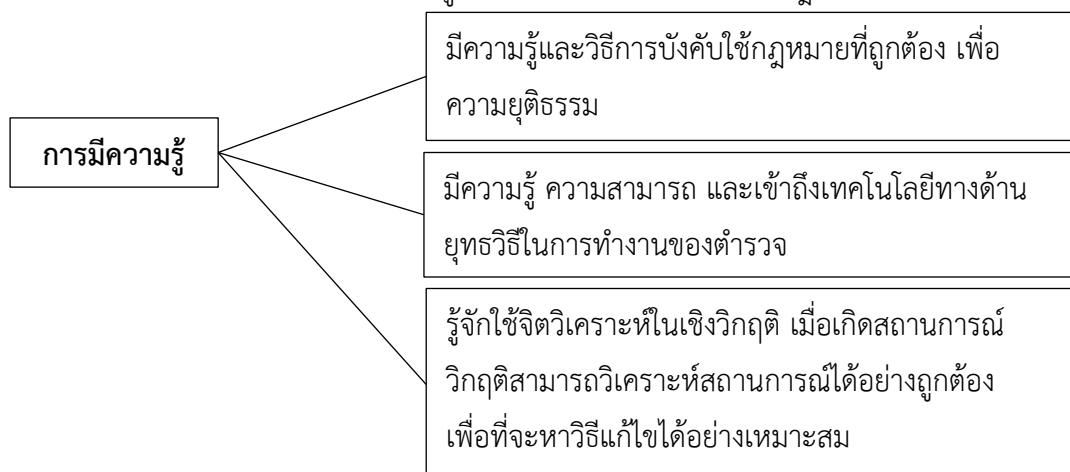 การมีความรู้
มีความรู้และวิธีการบังคับใช้กฎหมายที่ถูกต้อง เพื่อ
ความยุติธรรม
มีความรู้ ความสามารถ และเข้าถึงเทคโนโลยีทางด้าน
ยุทธวิธีในการทำงานของตำรวจ
รู้จักใช้จิตวิเคราะห์ในเชิงวิกฤติ เมื่อเกิดสถานการณ์
วิกฤติสามารถวิเคราะห์สถานการณ์ได้อย่างถูกต้อง
เพื่อที่จะหาวิธีแก้ไขได้อย่างเหมาะสม